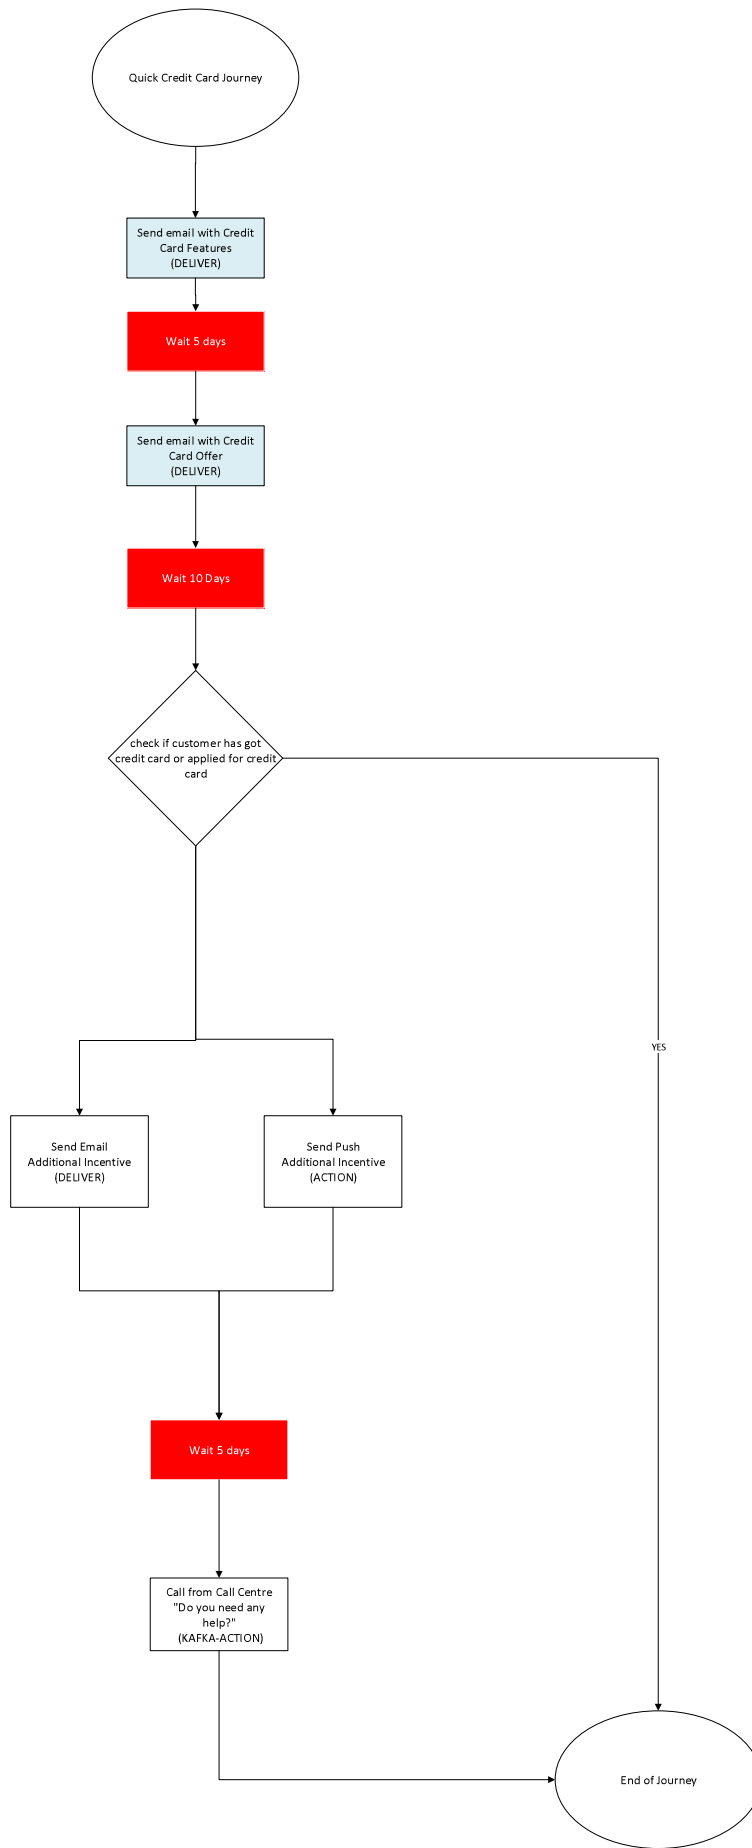 Quick Credit Card Journey
Send email with Credit
Card Features
(DELIVER)
Wait 5 days
Send email with Credit
Card Offer
(DELIVER)
Wait 10 Days
check if customer has got
credit card or applied for credit
card
YES
Send Email
Additional Incentive
(DELIVER)
Send Push
Additional Incentive
(ACTION)
Wait 5 days
Call from Call Centre
"Do you need any
help?"
(KAFKA-ACTION)
End of Journey